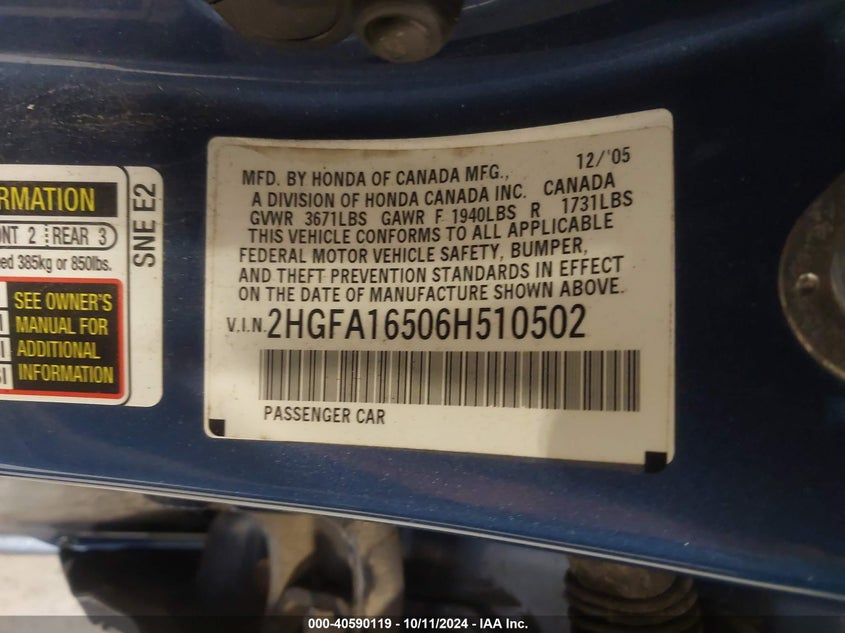 RMATION
NT 2 REAR 3
ed 385kg or 850lbs.
SEE OWNER'S
MANUAL FOR
ADDITIONAL
INFORMATION
SNE E2
MFD. BY HONDA OF CANADA MFG., 12/'05
A DIVISION OF HONDA CANADA INC. CANADA
GVWR 3671LBS GAWR F 1940LBS R 1731LBS
THIS VEHICLE CONFORMS TO ALL APPLICABLE
FEDERAL MOTOR VEHICLE SAFETY, BUMPER,
AND THEFT PREVENTION STANDARDS IN EFFECT
ON THE DATE OF MANUFACTURE SHOWN ABOVE.
V.I.N. 2HGFA16506H510502
PASSENGER CAR
000-40590119 - 10/11/2024 - IAA Inc.